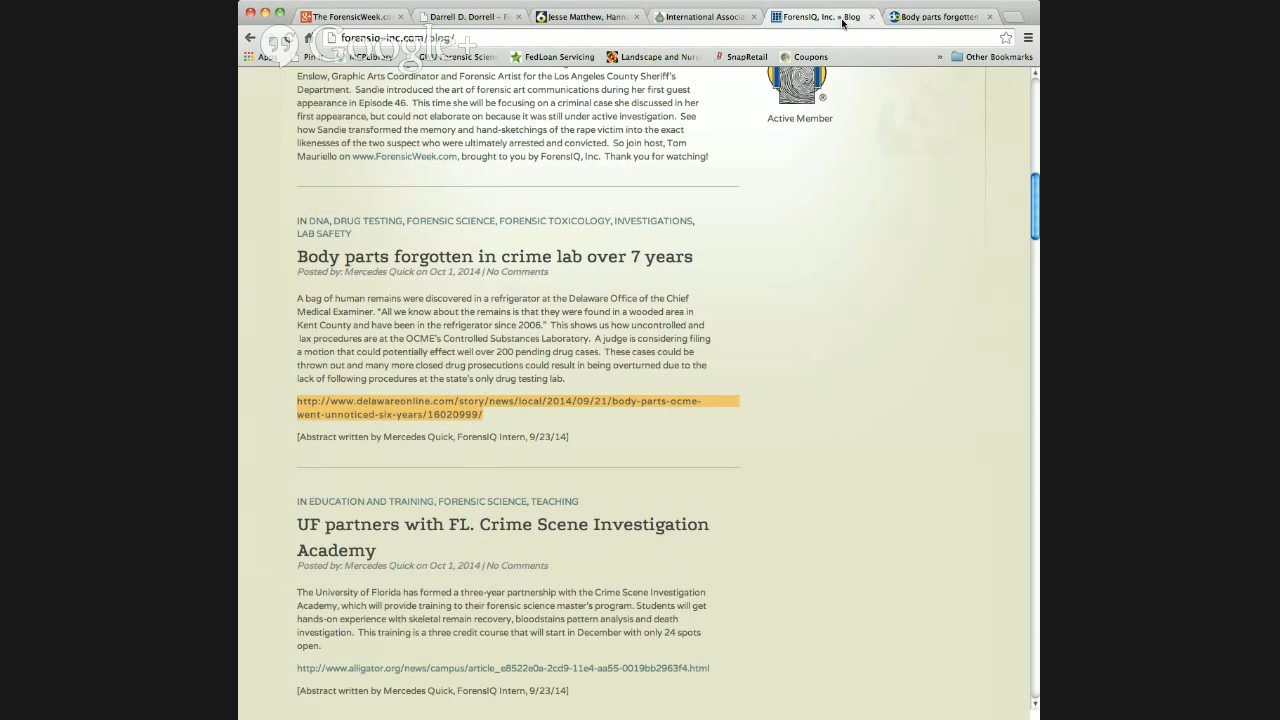 The ForensicWeek.c
Darrell D. Dorrell – F
Jesse Matthew, Hann
International Associa
ForensIQ, Inc. » Blog
Body parts forgotten
forensiq-inc.com/blog/
Google+
FedLoan Servicing
Landscape and Nurs
SnapRetail
Coupons
»
Other Bookmarks
Enslow, Graphic Arts Coordinator and Forensic Artist for the Los Angeles County Sheriff's
Department. Sandie introduced the art of forensic art communications during her first guest
appearance in Episode 46. This time she will be focusing on a criminal case she discussed in her
first appearance, but could not elaborate on because it was still under active investigation. See
how Sandie transformed the memory and hand-sketchings of the rape victim into the exact
likenesses of the two suspect who were ultimately arrested and convicted. So join host, Tom
Mauriello on www.ForensicWeek.com, brought to you by ForensIQ, Inc. Thank you for watching!
®
Active Member
IN DNA, DRUG TESTING, FORENSIC SCIENCE, FORENSIC TOXICOLOGY, INVESTIGATIONS,
LAB SAFETY
Body parts forgotten in crime lab over 7 years
Posted by: Mercedes Quick on Oct 1, 2014 | No Comments
A bag of human remains were discovered in a refrigerator at the Delaware Office of the Chief
Medical Examiner. "All we know about the remains is that they were found in a wooded area in
Kent County and have been in the refrigerator since 2006." This shows us how uncontrolled and
lax procedures are at the OCME's Controlled Substances Laboratory. A judge is considering filing
a motion that could potentially effect well over 200 pending drug cases. These cases could be
thrown out and many more closed drug prosecutions could result in being overturned due to the
lack of following procedures at the state's only drug testing lab.
http://www.delawareonline.com/story/news/local/2014/09/21/body-parts-ocme-
went-unnoticed-six-years/16020999/
[Abstract written by Mercedes Quick, ForensIQ Intern, 9/23/14]
IN EDUCATION AND TRAINING, FORENSIC SCIENCE, TEACHING
UF partners with FL. Crime Scene Investigation
Academy
Posted by: Mercedes Quick on Oct 1, 2014 | No Comments
The University of Florida has formed a three-year partnership with the Crime Scene Investigation
Academy, which will provide training to their forensic science master's program. Students will get
hands-on experience with skeletal remain recovery, bloodstains pattern analysis and death
investigation. This training is a three credit course that will start in December with only 24 spots
open.
http://www.alligator.org/news/campus/article_e8522e0a-2cd9-11e4-aa55-0019bb2963f4.html
[Abstract written by Mercedes Quick, ForensIQ Intern, 9/23/14]